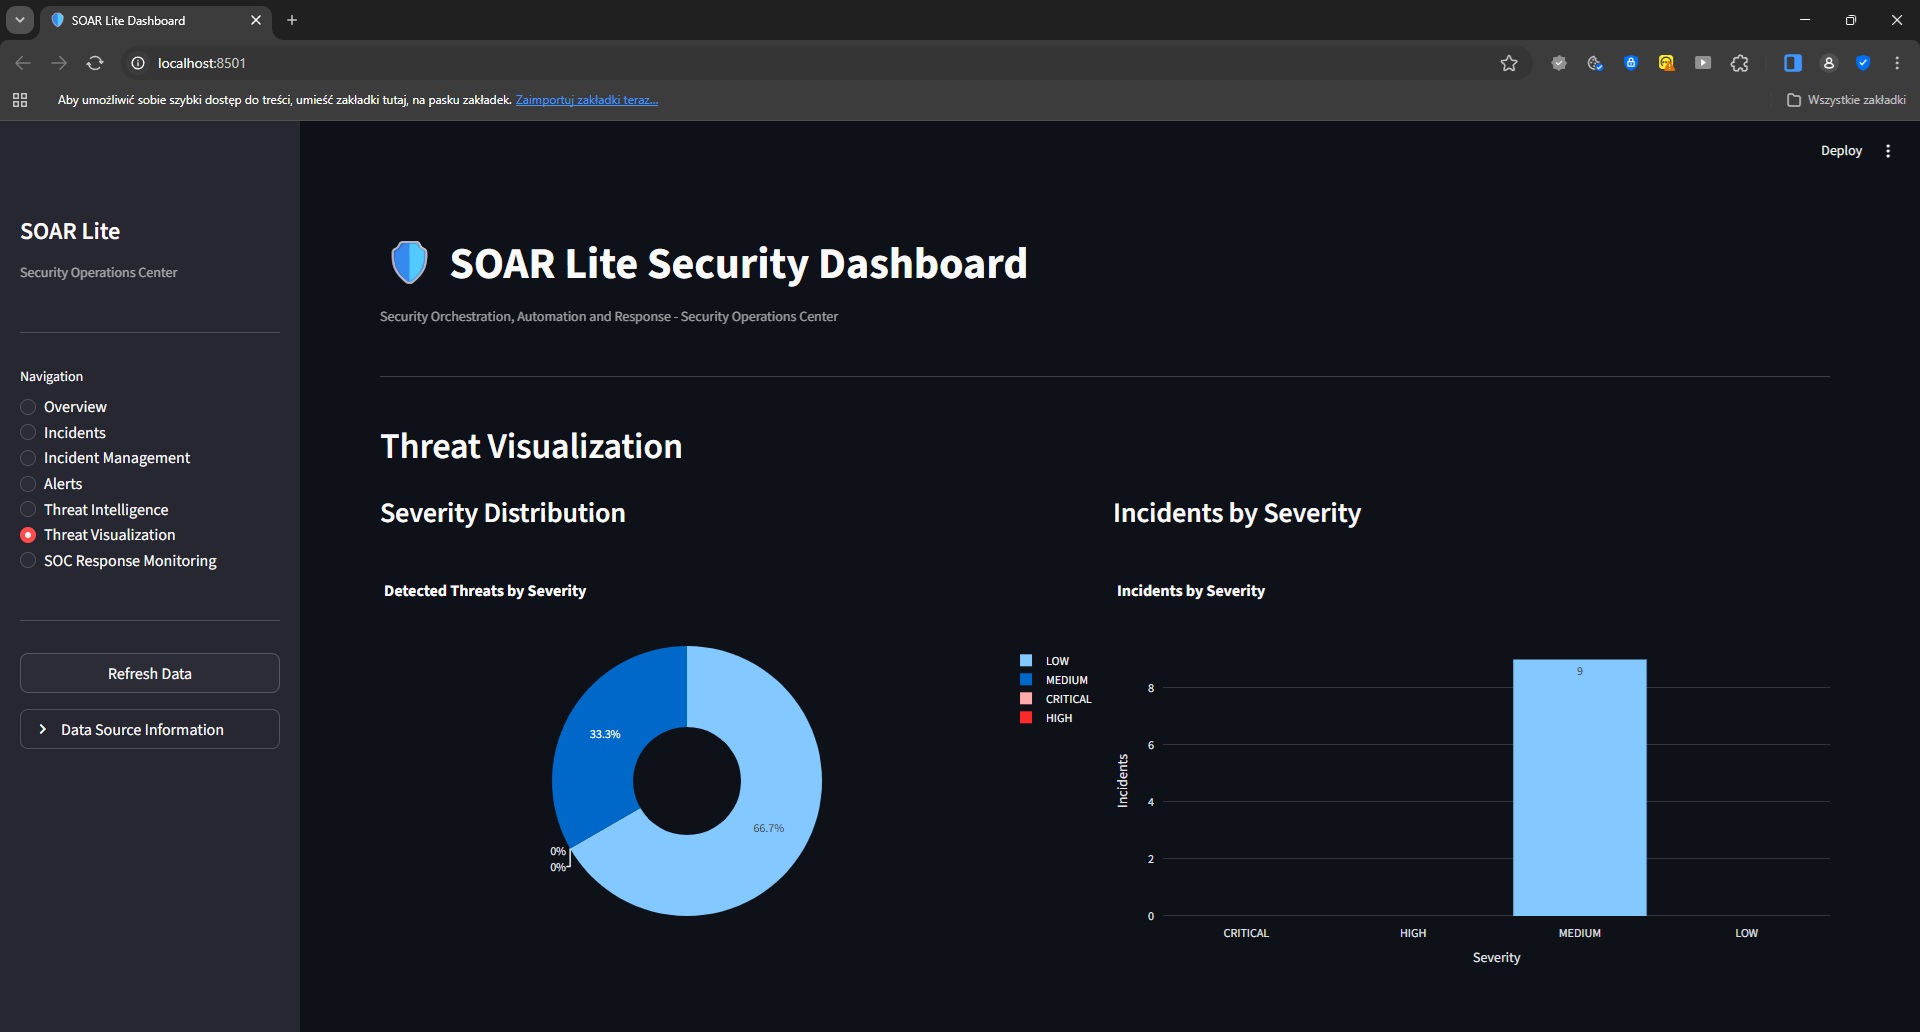 SOAR Lite Dashboard
localhost:8501
Aby umożliwić sobie szybki dostęp do treści, umieść zakładki tutaj, na pasku zakładek. Zaimportuj zakładki teraz...
Wszystkie zakładki
Deploy
SOAR Lite
Security Operations Center
Navigation
Overview
Incidents
Incident Management
Alerts
Threat Intelligence
Threat Visualization
SOC Response Monitoring
Refresh Data
Data Source Information
SOAR Lite Security Dashboard
Security Orchestration, Automation and Response - Security Operations Center
Threat Visualization
Severity Distribution
Detected Threats by Severity
33.3%
66.7%
0%
0%
LOW
MEDIUM
CRITICAL
HIGH
Incidents by Severity
Incidents by Severity
Incidents
8
6
4
2
0
9
CRITICAL
HIGH
MEDIUM
LOW
Severity